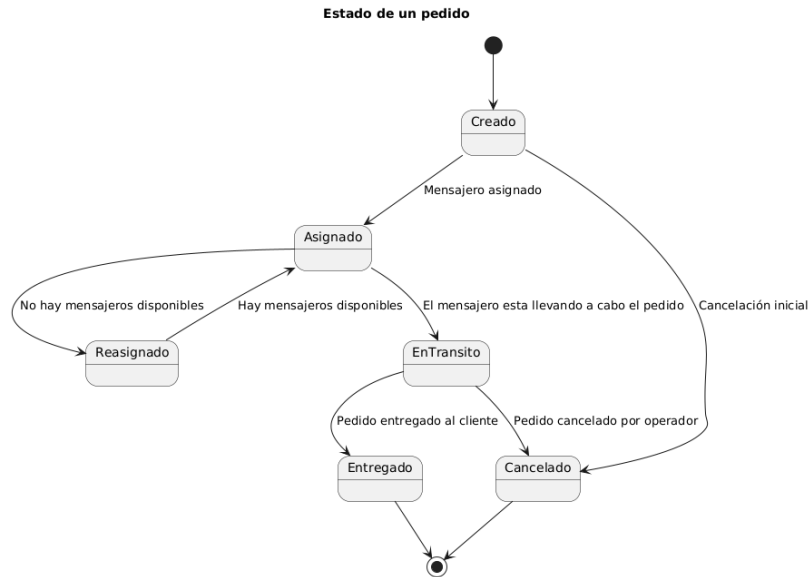 Estado de un pedido
Creado
Mensajero asignado
Asignado
No hay mensajeros disponibles
Hay mensajeros disponibles
El mensajero esta llevando a cabo el pedido
Cancelación inicial
Reasignado
EnTransito
Pedido entregado al cliente
Pedido cancelado por operador
Entregado
Cancelado